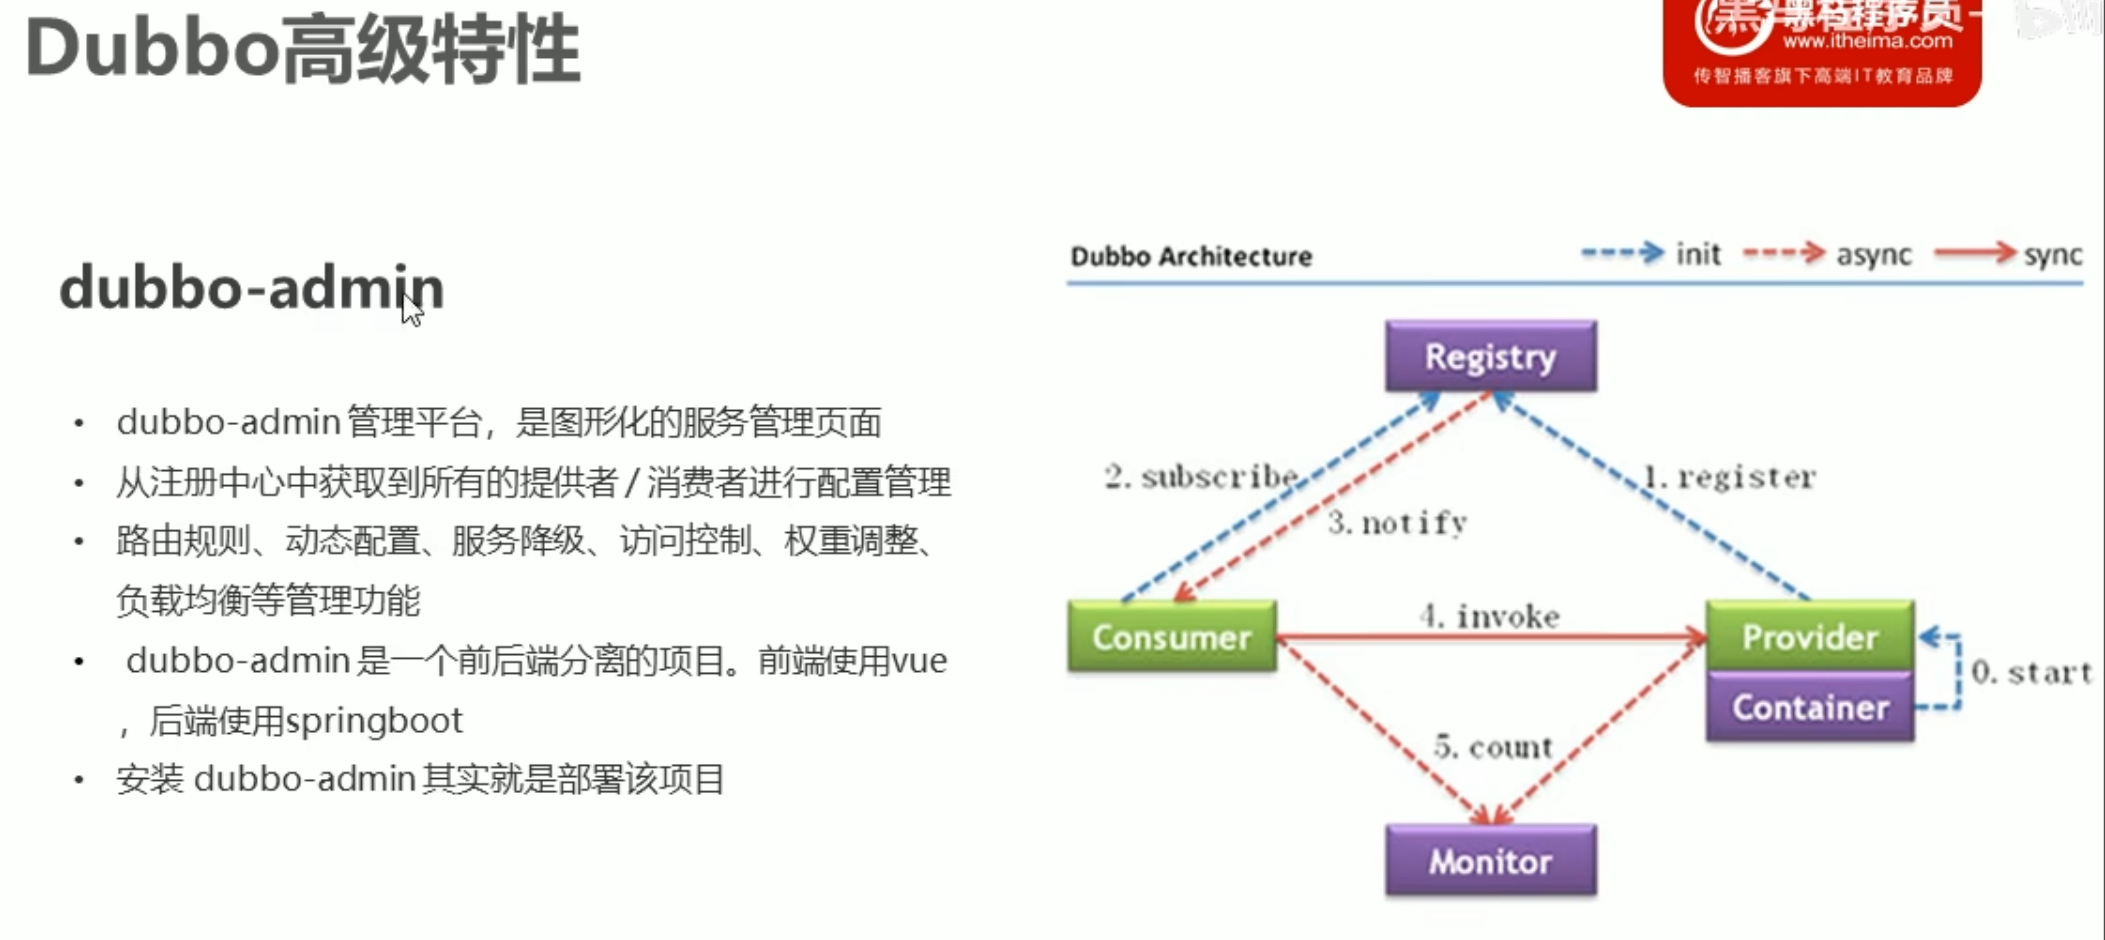 Dubbo高级特性
www.itheima.com
传智播客旗下高端IT教育品牌
dubbo-admin
dubbo-admin管理平台，是图形化的服务管理页面
从注册中心中获取到所有的提供者 / 消费者进行配置管理
路由规则、动态配置、服务降级、访问控制、权重调整、
负载均衡等管理功能
dubbo-admin 是一个前后端分离的项目。前端使用vue
，后端使用springboot
安装 dubbo-admin 其实就是部署该项目
Dubbo Architecture
init
async
sync
Registry
2. subscribe
1. register
3. notify
Consumer
4. invoke
Provider
Container
0. start
5. count
Monitor